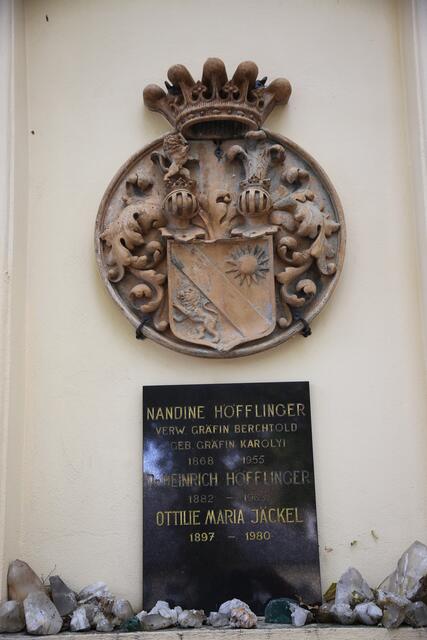 NANDINE HÖFFLINGER
VERW. GRÄFIN BERCHTOLD
GEB. GRÄFIN KAROLYI
1868 – 1955
HEINRICH HÖFFLINGER
1882 –
OTTILIE MARIA JÄCKEL
1897 – 1980